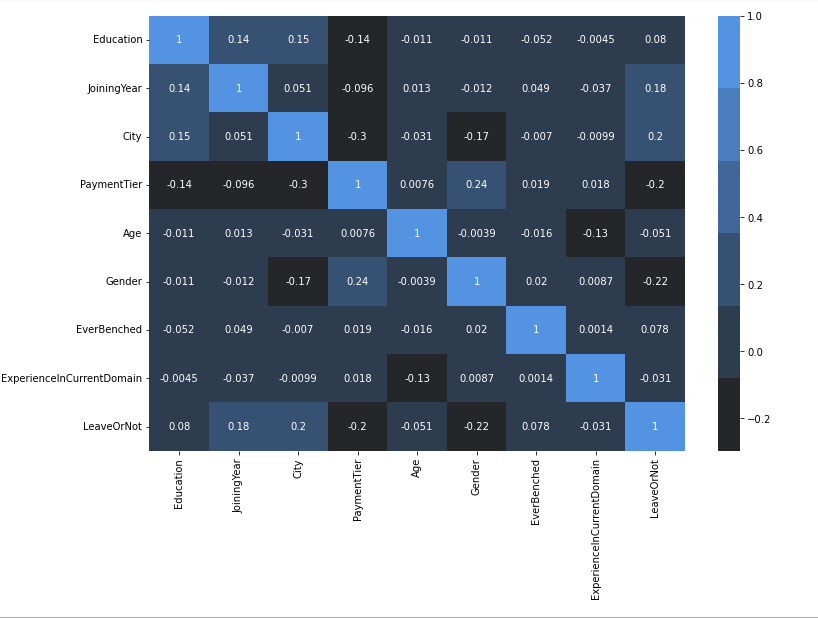 Education 1 0.14 0.15 -0.14 -0.011 -0.011 -0.052 -0.0045 0.08
JoiningYear 0.14 1 0.051 -0.096 0.013 -0.012 0.049 -0.037 0.18
City 0.15 0.051 1 -0.3 -0.031 -0.17 -0.007 -0.0099 0.2
PaymentTier -0.14 -0.096 -0.3 1 0.0076 0.24 0.019 0.018 -0.2
Age -0.011 0.013 -0.031 0.0076 1 -0.0039 -0.016 -0.13 -0.051
Gender -0.011 -0.012 -0.17 0.24 -0.0039 1 0.02 0.0087 -0.22
EverBenched -0.052 0.049 -0.007 0.019 -0.016 0.02 1 0.0014 0.078
ExperienceInCurrentDomain -0.0045 -0.037 -0.0099 0.018 -0.13 0.0087 0.0014 1 -0.031
LeaveOrNot 0.08 0.18 0.2 -0.2 -0.051 -0.22 0.078 -0.031 1
Education
JoiningYear
City
PaymentTier
Age
Gender
EverBenched
ExperienceInCurrentDomain
LeaveOrNot
1.0
0.8
0.6
0.4
0.2
0.0
−0.2